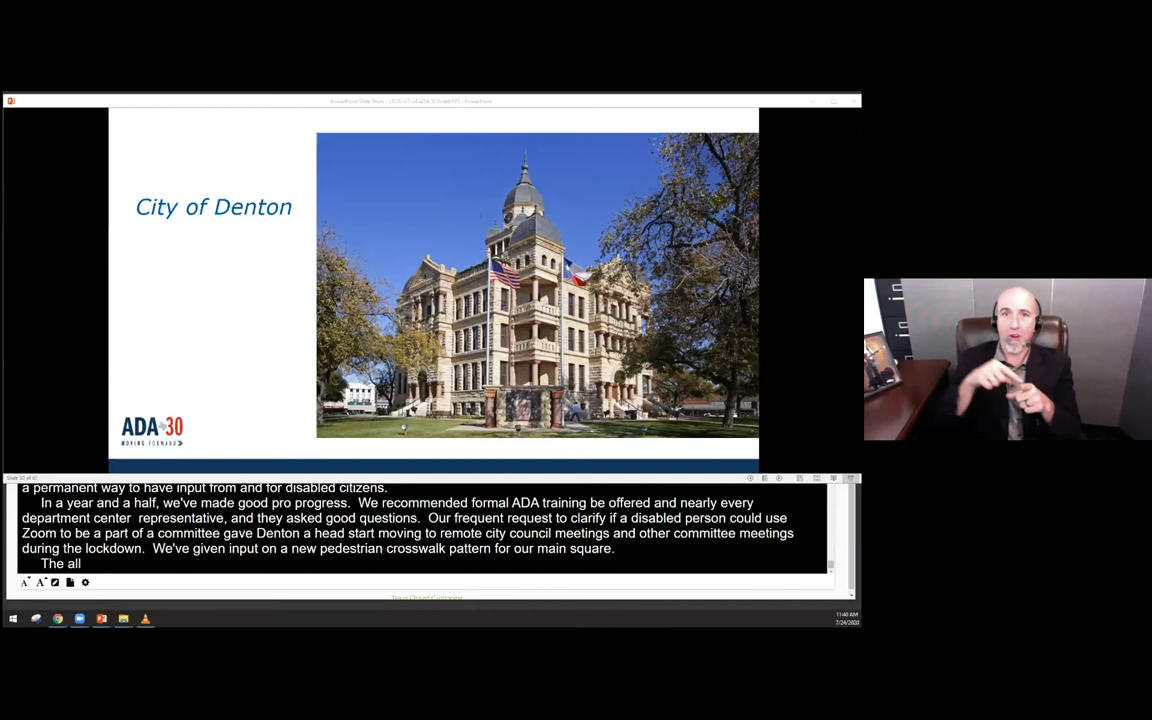 PowerPoint Slide Show - [2020-07-24 ADA 30 Event PP] - PowerPoint
City of Denton
ADA 30
MOVING FORWARD
Slide 30 of 61
a permanent way to have input from and for disabled citizens.
In a year and a half, we've made good pro progress. We recommended formal ADA training be offered and nearly every
department center representative, and they asked good questions. Our frequent request to clarify if a disabled person could use
Zoom to be a part of a committee gave Denton a head start moving to remote city council meetings and other committee meetings
during the lockdown. We've given input on a new pedestrian crosswalk pattern for our main square.
The all
A A
Texas Closed Captioning
11:40 AM
7/24/2020